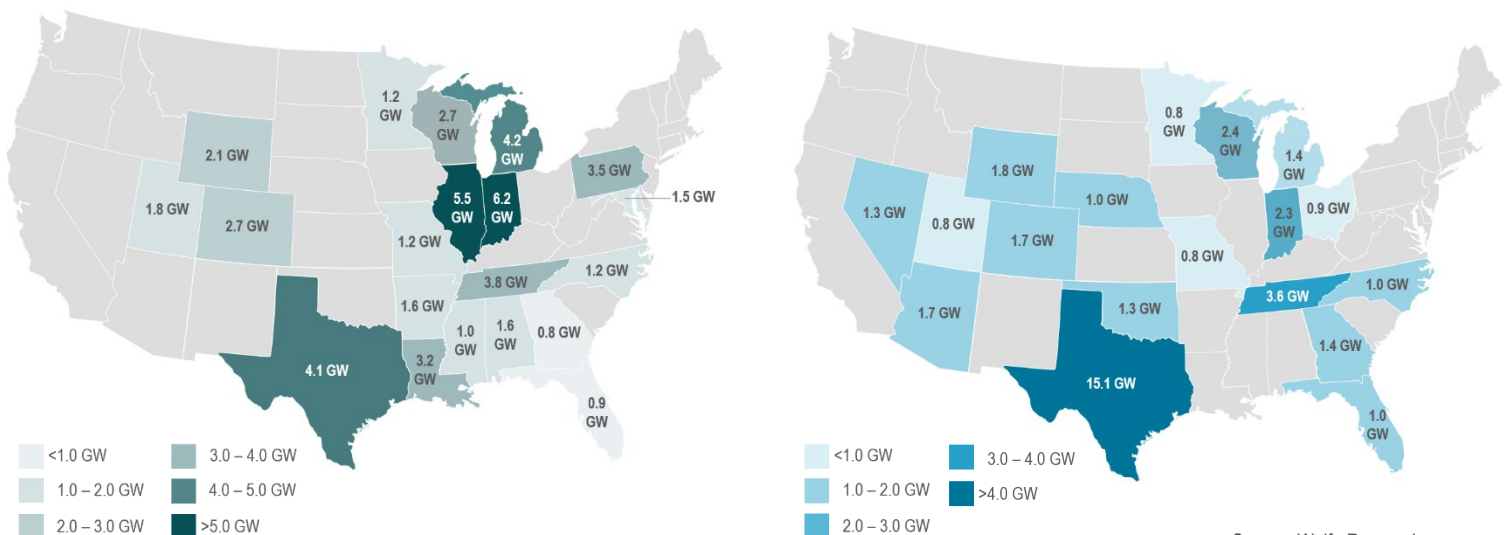 1.2
GW
2.7
GW
4.2
GW
2.1 GW
3.5 GW
1.5 GW
1.8 GW
2.7 GW
5.5
GW
6.2
GW
1.2 GW
3.8 GW
1.2 GW
1.6 GW
1.0
GW
1.6
GW
0.8 GW
3.2
GW
4.1 GW
0.9
GW
<1.0 GW
1.0 – 2.0 GW
2.0 – 3.0 GW
3.0 – 4.0 GW
4.0 – 5.0 GW
>5.0 GW
0.8
GW
2.4
GW
1.4
GW
1.8 GW
1.0 GW
1.3 GW
0.8 GW
1.7 GW
2.3
GW
0.9 GW
0.8 GW
3.6 GW
1.0 GW
1.7 GW
1.3 GW
1.4 GW
15.1 GW
1.0
GW
<1.0 GW
1.0 – 2.0 GW
2.0 – 3.0 GW
3.0 – 4.0 GW
>4.0 GW